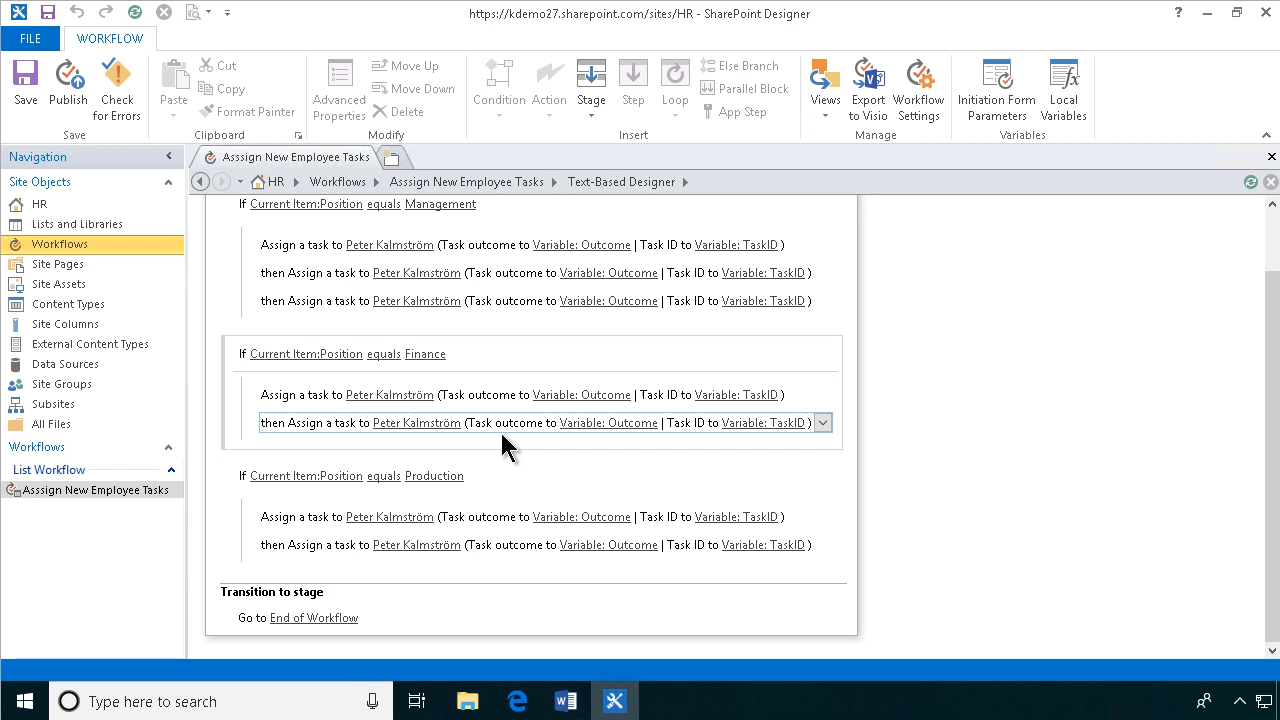 https://kdemo27.sharepoint.com/sites/HR - SharePoint Designer
FILE
WORKFLOW
Save
Publish
Check for Errors
Save
Paste
Cut
Copy
Format Painter
Clipboard
Advanced Properties
Move Up
Move Down
Delete
Modify
Condition
Action
Stage
Step
Loop
Else Branch
Parallel Block
App Step
Insert
Views
Export to Visio
Workflow Settings
Manage
Initiation Form Parameters
Local Variables
Variables
Navigation
Site Objects
HR
Lists and Libraries
Workflows
Site Pages
Site Assets
Content Types
Site Columns
External Content Types
Data Sources
Site Groups
Subsites
All Files
Workflows
List Workflow
Asssign New Employee Tasks
Asssign New Employee Tasks
HR
Workflows
Asssign New Employee Tasks
Text-Based Designer
If Current Item:Position equals Management
Assign a task to Peter Kalmström (Task outcome to Variable: Outcome | Task ID to Variable: TaskID )
then Assign a task to Peter Kalmström (Task outcome to Variable: Outcome | Task ID to Variable: TaskID )
then Assign a task to Peter Kalmström (Task outcome to Variable: Outcome | Task ID to Variable: TaskID )
If Current Item:Position equals Finance
Assign a task to Peter Kalmström (Task outcome to Variable: Outcome | Task ID to Variable: TaskID )
then Assign a task to Peter Kalmström (Task outcome to Variable: Outcome | Task ID to Variable: TaskID )
If Current Item:Position equals Production
Assign a task to Peter Kalmström (Task outcome to Variable: Outcome | Task ID to Variable: TaskID )
then Assign a task to Peter Kalmström (Task outcome to Variable: Outcome | Task ID to Variable: TaskID )
Transition to stage
Go to End of Workflow
Type here to search